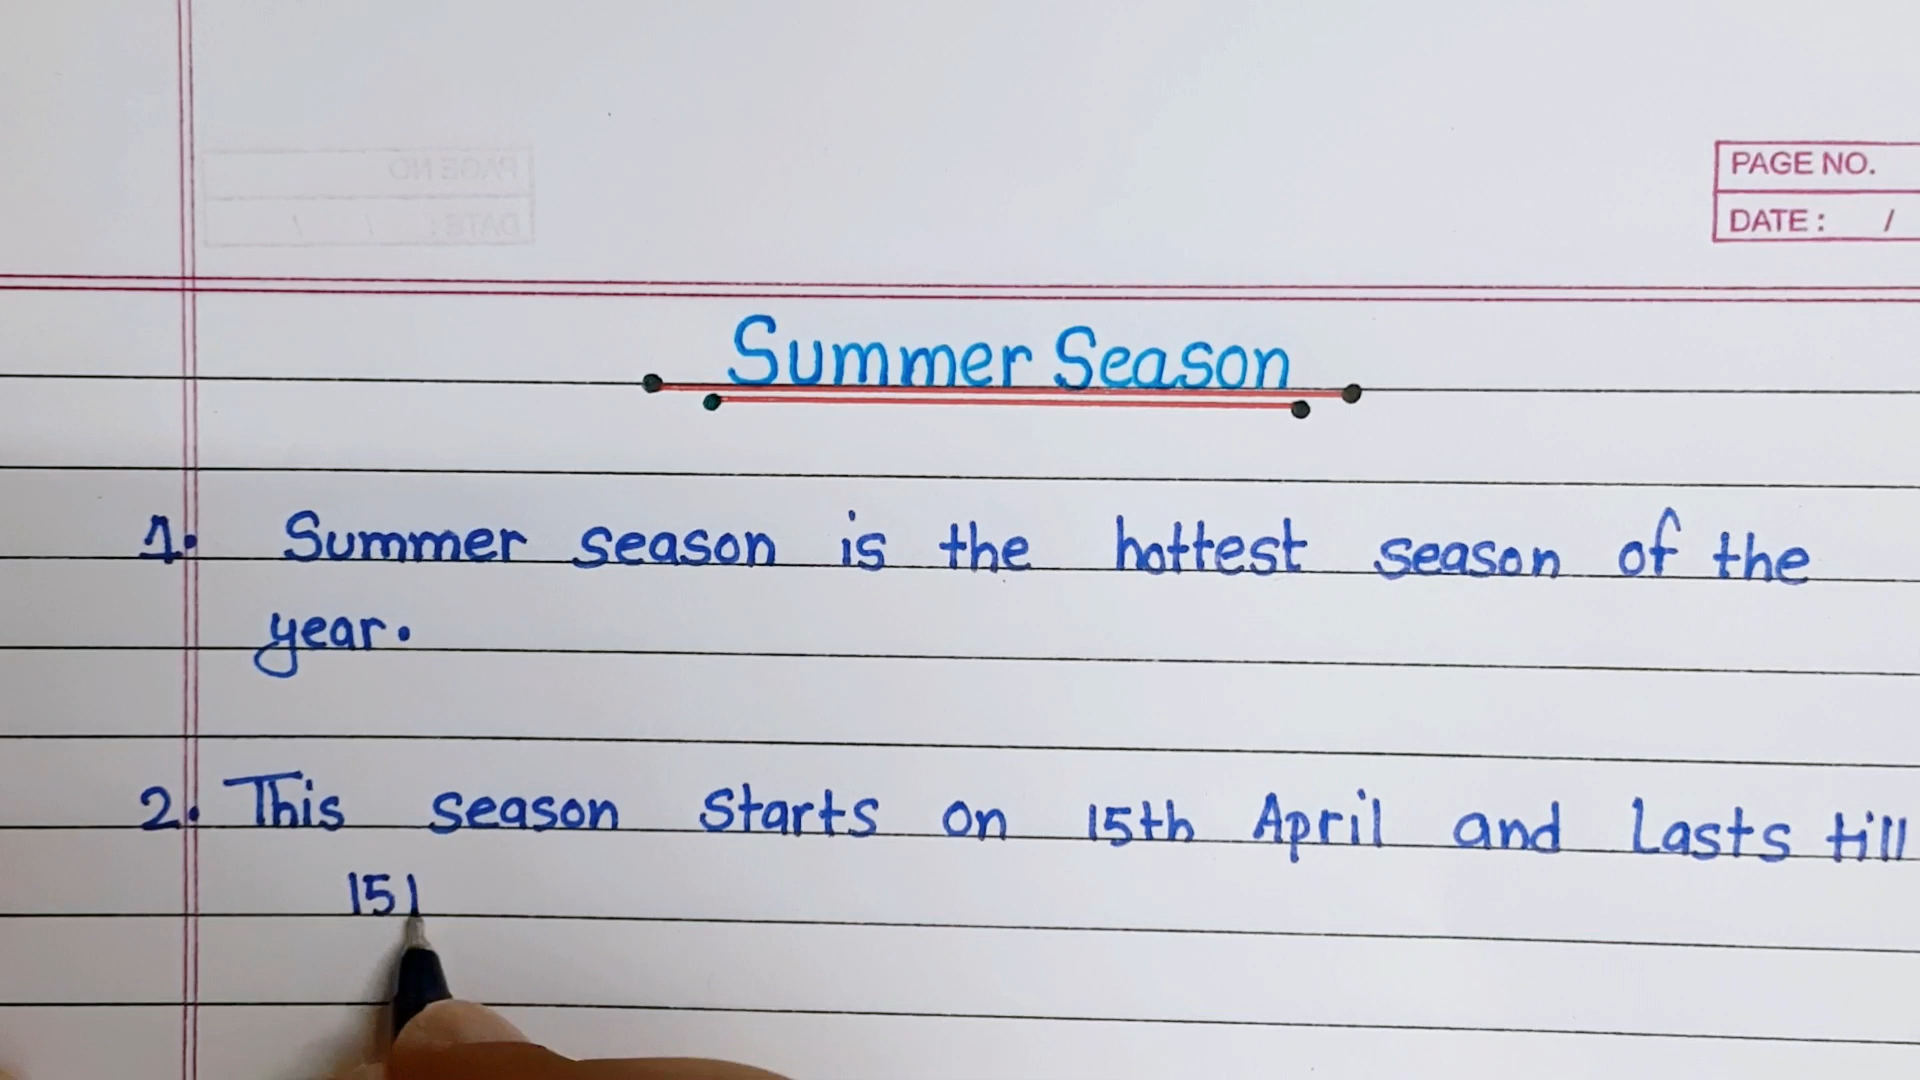 PAGE NO.
DATE : /
Summer Season
1. Summer season is the hottest season of the
year.
2. This season starts on 15th April and Lasts till
15